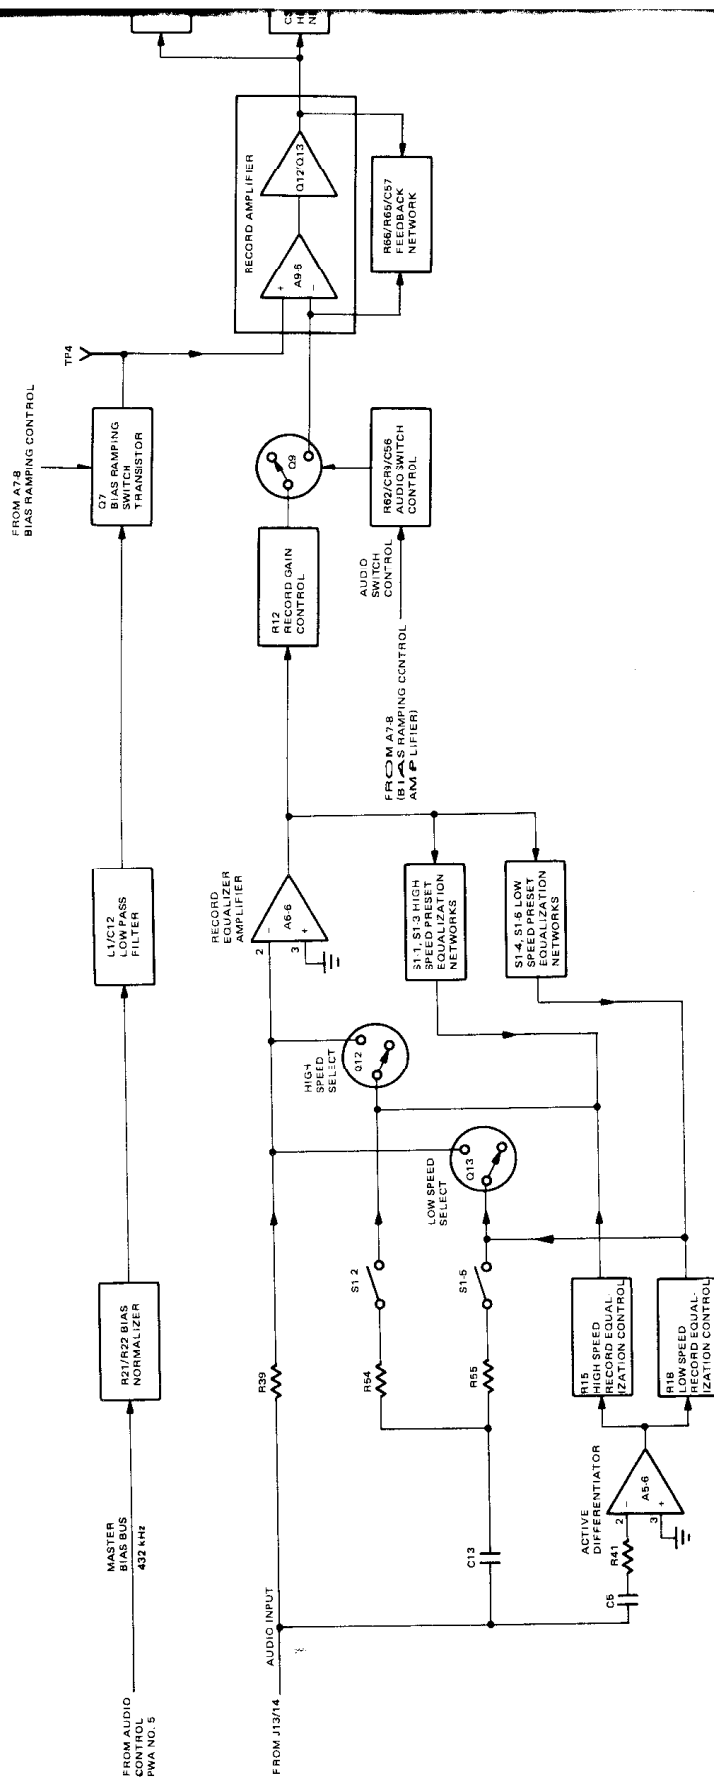 FROM AUDIO
CONTROL
PWA NO. 5
MASTER
BIAS BUS
432 kHz
R21/R22 BIAS
NORMALIZER
L1/C12
LOW PASS
FILTER
FROM A7-8
BIAS RAMPING CONTROL
Q7
BIAS RAMPING
SWITCH
TRANSISTOR
TP4
FROM J13/14
AUDIO INPUT
R39
RECORD
EQUALIZER
AMPLIFIER
2
-
A6-6
3
+
R12
RECORD GAIN
CONTROL
Q9
RECORD AMPLIFIER
+
A9-6
-
Q12/Q13
R66/R65/C57
FEEDBACK
NETWORK
R62/CR9/C56
AUDIO SWITCH
CONTROL
AUDIO
SWITCH
CONTROL
FROM A7-8
(BIAS RAMPING CONTROL
AMPLIFIER)
HIGH
SPEED
SELECT
Q12
LOW SPEED
SELECT
Q13
S1-1, S1-3 HIGH
SPEED PRESET
EQUALIZATION
NETWORKS
S1-4, S1-6 LOW
SPEED PRESET
EQUALIZATION
NETWORKS
S1-2
R54
S1-5
R55
C13
ACTIVE
DIFFERENTIATOR
C5
R41
2
-
A5-6
3
+
R15
HIGH SPEED
RECORD EQUAL-
IZATION CONTROL
R18
LOW SPEED
RECORD EQUAL-
IZATION CONTROL